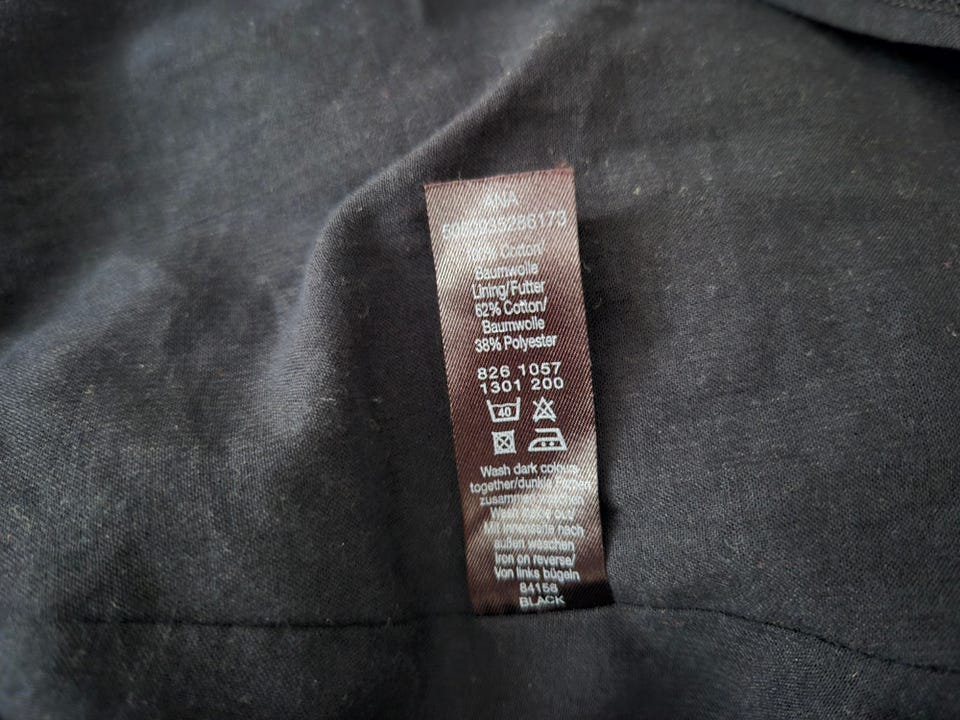 ANA
Cotton/
Baumwolle
Lining/Futter
62% Cotton/
Baumwolle
38% Polyester
826 1057
1301 200
40
Wash dark colours
together/dunkle Farben
zusammen waschen
Wash inside out/
Mit Innenseite nach
außen waschen
Iron on reverse/
Von links bügeln
84158
BLACK